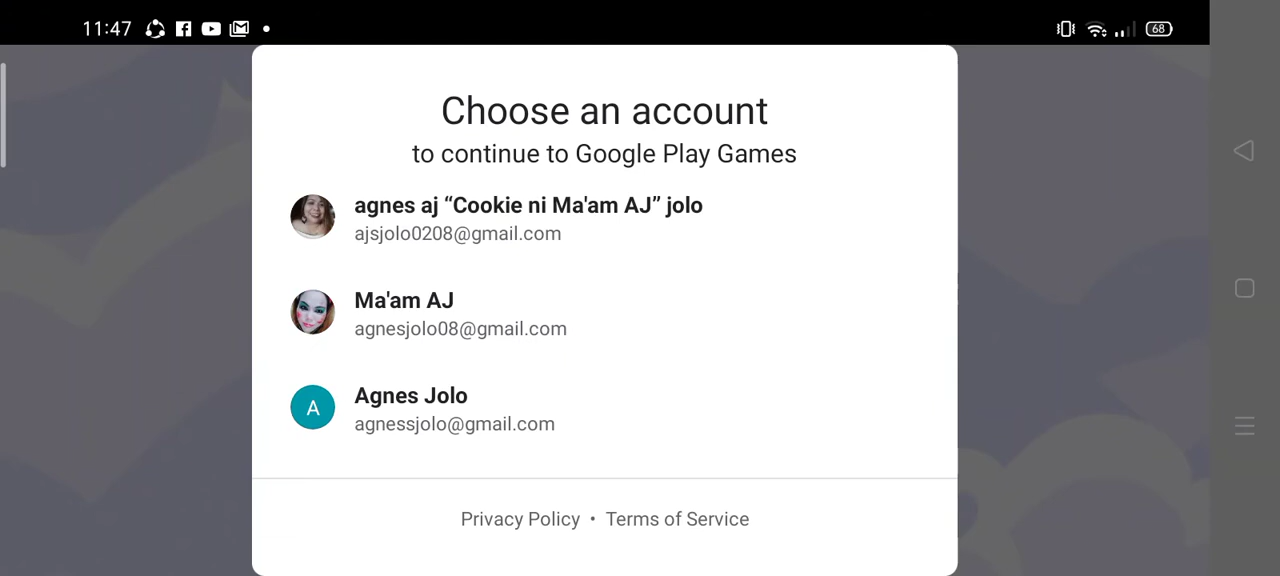 11:47
68
Choose an account
to continue to Google Play Games
agnes aj “Cookie ni Ma'am AJ” jolo
ajsjolo0208@gmail.com
Ma'am AJ
agnesjolo08@gmail.com
A
Agnes Jolo
agnessjolo@gmail.com
Privacy Policy • Terms of Service